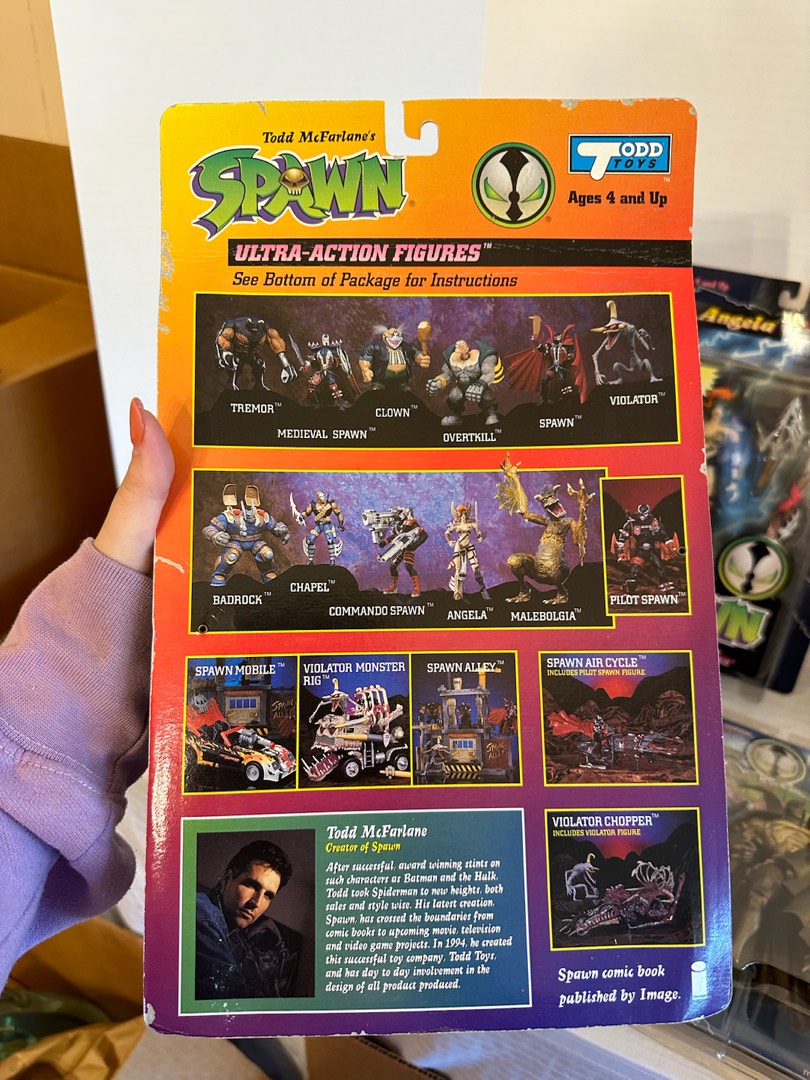 Todd McFarlane's
SPAWN®
TODD
TOYS™
Ages 4 and Up
ULTRA-ACTION FIGURES™
See Bottom of Package for Instructions
TREMOR™
MEDIEVAL SPAWN™
CLOWN™
OVERTKILL™
SPAWN™
VIOLATOR™
BADROCK™
CHAPEL™
COMMANDO SPAWN™
ANGELA™
MALEBOLGIA™
PILOT SPAWN™
SPAWN MOBILE™
VIOLATOR MONSTER
RIG™
SPAWN ALLEY™
SPAWN
ALLEY
SPAWN AIR CYCLE™
INCLUDES PILOT SPAWN FIGURE
Todd McFarlane
Creator of Spawn
After successful, award winning stints on
such characters as Batman and the Hulk,
Todd took Spiderman to new heights, both
sales and style wise. His latest creation,
Spawn, has crossed the boundaries from
comic books to upcoming movie, television
and video game projects. In 1994, he created
this successful toy company, Todd Toys,
and has day to day involvement in the
design of all product produced.
VIOLATOR CHOPPER™
INCLUDES VIOLATOR FIGURE
Spawn comic book
published by Image.
and Up
Angela
WN